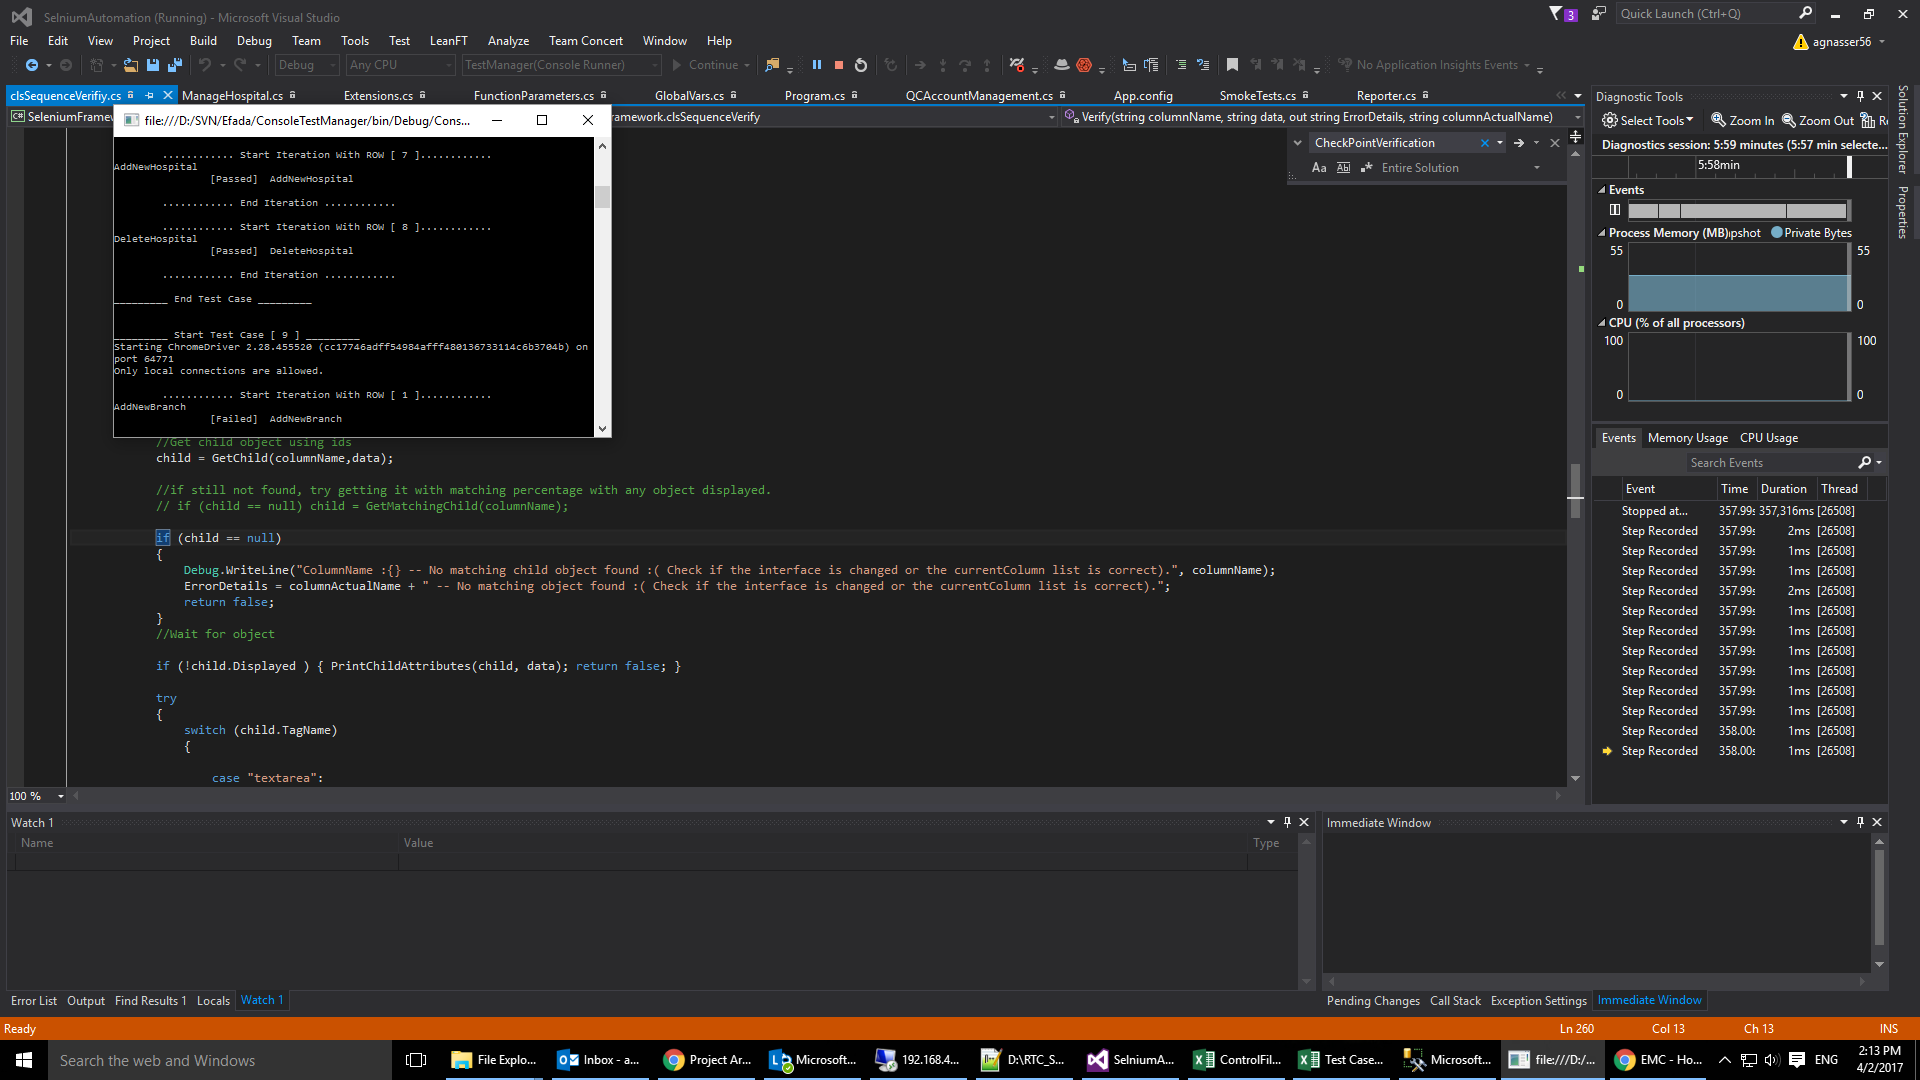 SelniumAutomation (Running) - Microsoft Visual Studio
3
Quick Launch (Ctrl+Q)
File Edit View Project Build Debug Team Tools Test LeanFT Analyze Team Concert Window Help
agnasser56
Debug Any CPU TestManager(Console Runner) Continue No Application Insights Events
clsSequenceVerifiy.cs ManageHospital.cs Extensions.cs FunctionParameters.cs GlobalVars.cs Program.cs QCAccountManagement.cs App.config SmokeTests.cs Reporter.cs
C# SeleniumFramew
ramework.clsSequenceVerify
Verify(string columnName, string data, out string ErrorDetails, string columnActualName)
file:///D:/SVN/Efada/ConsoleTestManager/bin/Debug/Cons...
............ Start Iteration With ROW [ 7 ]............
AddNewHospital
[Passed] AddNewHospital
............ End Iteration ............
............ Start Iteration With ROW [ 8 ]............
DeleteHospital
[Passed] DeleteHospital
............ End Iteration ............
_________ End Test Case _________
_________ Start Test Case [ 9 ] _________
Starting ChromeDriver 2.28.455520 (cc17746adff54984afff480136733114c6b3704b) on
port 64771
Only local connections are allowed.
............ Start Iteration With ROW [ 1 ]............
AddNewBranch
[Failed] AddNewBranch
CheckPointVerification
Aa Ab Entire Solution
//Get child object using ids
child = GetChild(columnName,data);
//if still not found, try getting it with matching percentage with any object displayed.
// if (child == null) child = GetMatchingChild(columnName);
if (child == null)
{
Debug.WriteLine("ColumnName :{} -- No matching child object found :( Check if the interface is changed or the currentColumn list is correct).", columnName);
ErrorDetails = columnActualName + " -- No matching object found :( Check if the interface is changed or the currentColumn list is correct).";
return false;
}
//Wait for object
if (!child.Displayed ) { PrintChildAttributes(child, data); return false; }
try
{
switch (child.TagName)
{
case "textarea":
100 %
Diagnostic Tools
Select Tools Zoom In Zoom Out Re
Diagnostics session: 5:59 minutes (5:57 min selecte...
5:58min
Events
Process Memory (MB) pshot Private Bytes
55 55
0 0
CPU (% of all processors)
100 100
0 0
Events Memory Usage CPU Usage
Search Events
Event Time Duration Thread
Stopped at... 357.99s 357,316ms [26508]
Step Recorded 357.99s 2ms [26508]
Step Recorded 357.99s 1ms [26508]
Step Recorded 357.99s 1ms [26508]
Step Recorded 357.99s 2ms [26508]
Step Recorded 357.99s 1ms [26508]
Step Recorded 357.99s 1ms [26508]
Step Recorded 357.99s 1ms [26508]
Step Recorded 357.99s 1ms [26508]
Step Recorded 357.99s 1ms [26508]
Step Recorded 357.99s 1ms [26508]
Step Recorded 358.00s 1ms [26508]
Step Recorded 358.00s 1ms [26508]
Solution Explorer
Properties
Watch 1
Name Value Type
Immediate Window
Error List Output Find Results 1 Locals Watch 1
Pending Changes Call Stack Exception Settings Immediate Window
Ready Ln 260 Col 13 Ch 13 INS
Search the web and Windows
File Explo...
Inbox - a...
Project Ar...
Microsoft...
192.168.4...
D:\RTC_S...
SelniumA...
ControlFil...
Test Case...
Microsoft...
file:///D:/...
EMC - Ho...
ENG
2:13 PM
4/2/2017